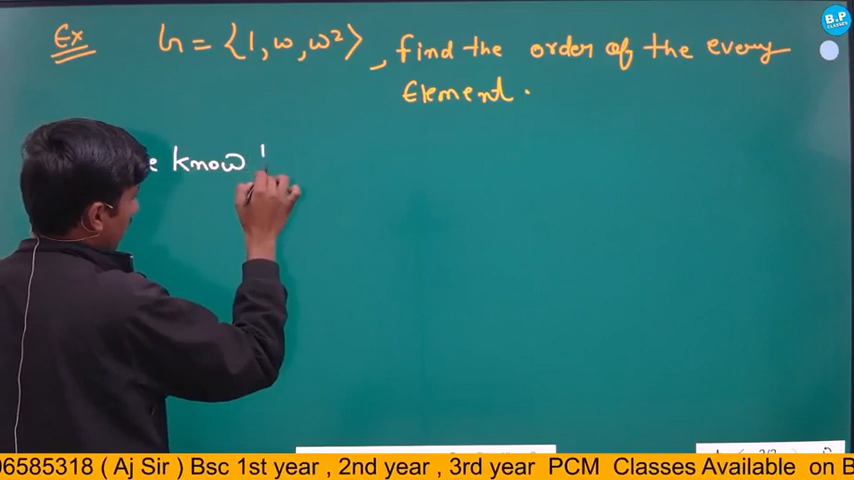 Ex G = {1, ω, ω²}, find the order of the every
Element.
e know
B.P
CLASSES
06585318 ( Aj Sir ) Bsc 1st year , 2nd year , 3rd year PCM Classes Available on B